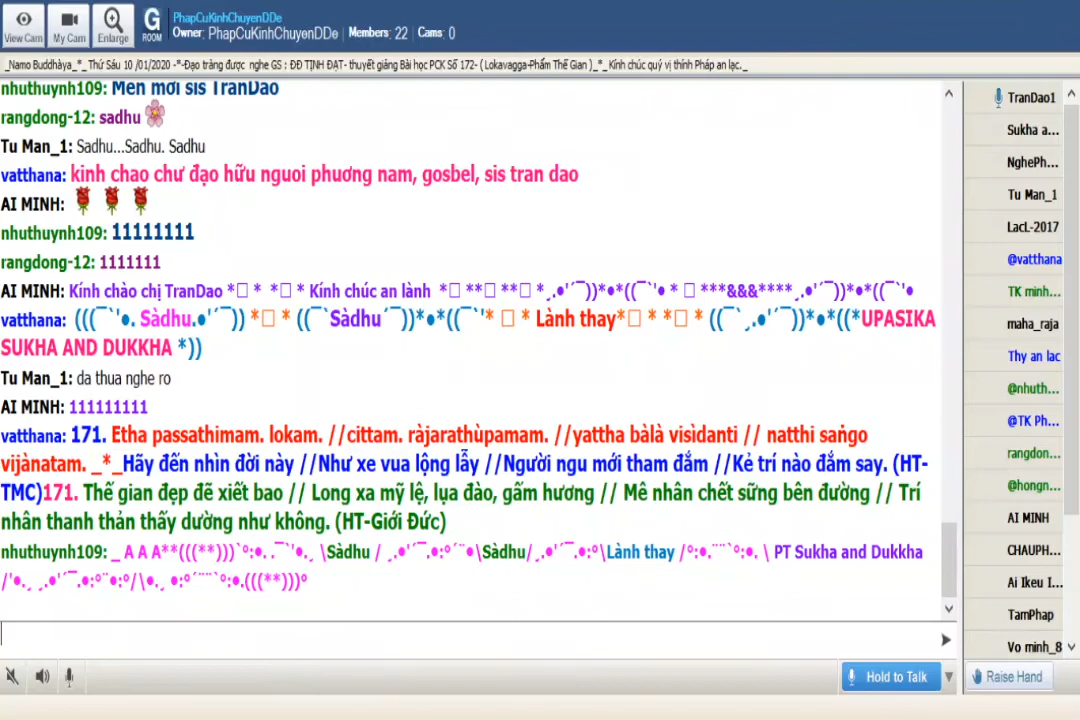 View Cam
My Cam
Enlarge
G
ROOM
PhapCuKinhChuyenDDe
Owner: PhapCuKinhChuyenDDe | Members: 22 | Cams: 0
_Namo Buddhàya_*_ Thứ Sáu 10 /01/2020 -*-Đạo tràng được nghe GS : ĐĐ TỊNH ĐẠT- thuyết giảng Bài học PCK Số 172- ( Lokavagga-Phẩm Thế Gian )_*_ Kính chúc quý vị thính Pháp an lạc._
nhuthuynh109: Mến mời sis TranDao
rangdong-12: sadhu
Tu Man_1: Sadhu...Sadhu. Sadhu
vatthana: kinh chao chư đạo hữu nguoi phương nam, gosbel, sis tran dao
AI MINH:
nhuthuynh109: 11111111
rangdong-12: 1111111
AI MINH: Kính chào chị TranDao *  *  *  * Kính chúc an lành
vatthana: Sàdhu Sàdhu Lành thay *UPASIKA
SUKHA AND DUKKHA *))
Tu Man_1: da thua nghe ro
AI MINH: 111111111
vatthana: 171. Etha passathimam. lokam. //cittam. ràjarathùpamam. //yattha bàlà visìdanti // natthi saṅgo
vijànatam. _*_Hãy đến nhìn đời này //Như xe vua lộng lẫy //Người ngu mới tham đắm //Kẻ trí nào đắm say. (HT-
TMC)171. Thế gian đẹp đẽ xiết bao // Long xa mỹ lệ, lụa đào, gấm hương // Mê nhân chết sững bên đường // Trí
nhân thanh thản thấy dường như không. (HT-Giới Đức)
nhuthuynh109: _ A A A Sàdhu Sàdhu Lành thay PT Sukha and Dukkha
TranDao1
Sukha a...
NghePh...
Tu Man_1
LacL-2017
@vatthana
TK minh...
maha_raja
Thy an lac
@nhuth...
@TK Ph...
rangdon...
@hongn...
AI MINH
CHAUPH...
Ai Ikeu I...
TamPhap
Vo minh_8
Hold to Talk
Raise Hand